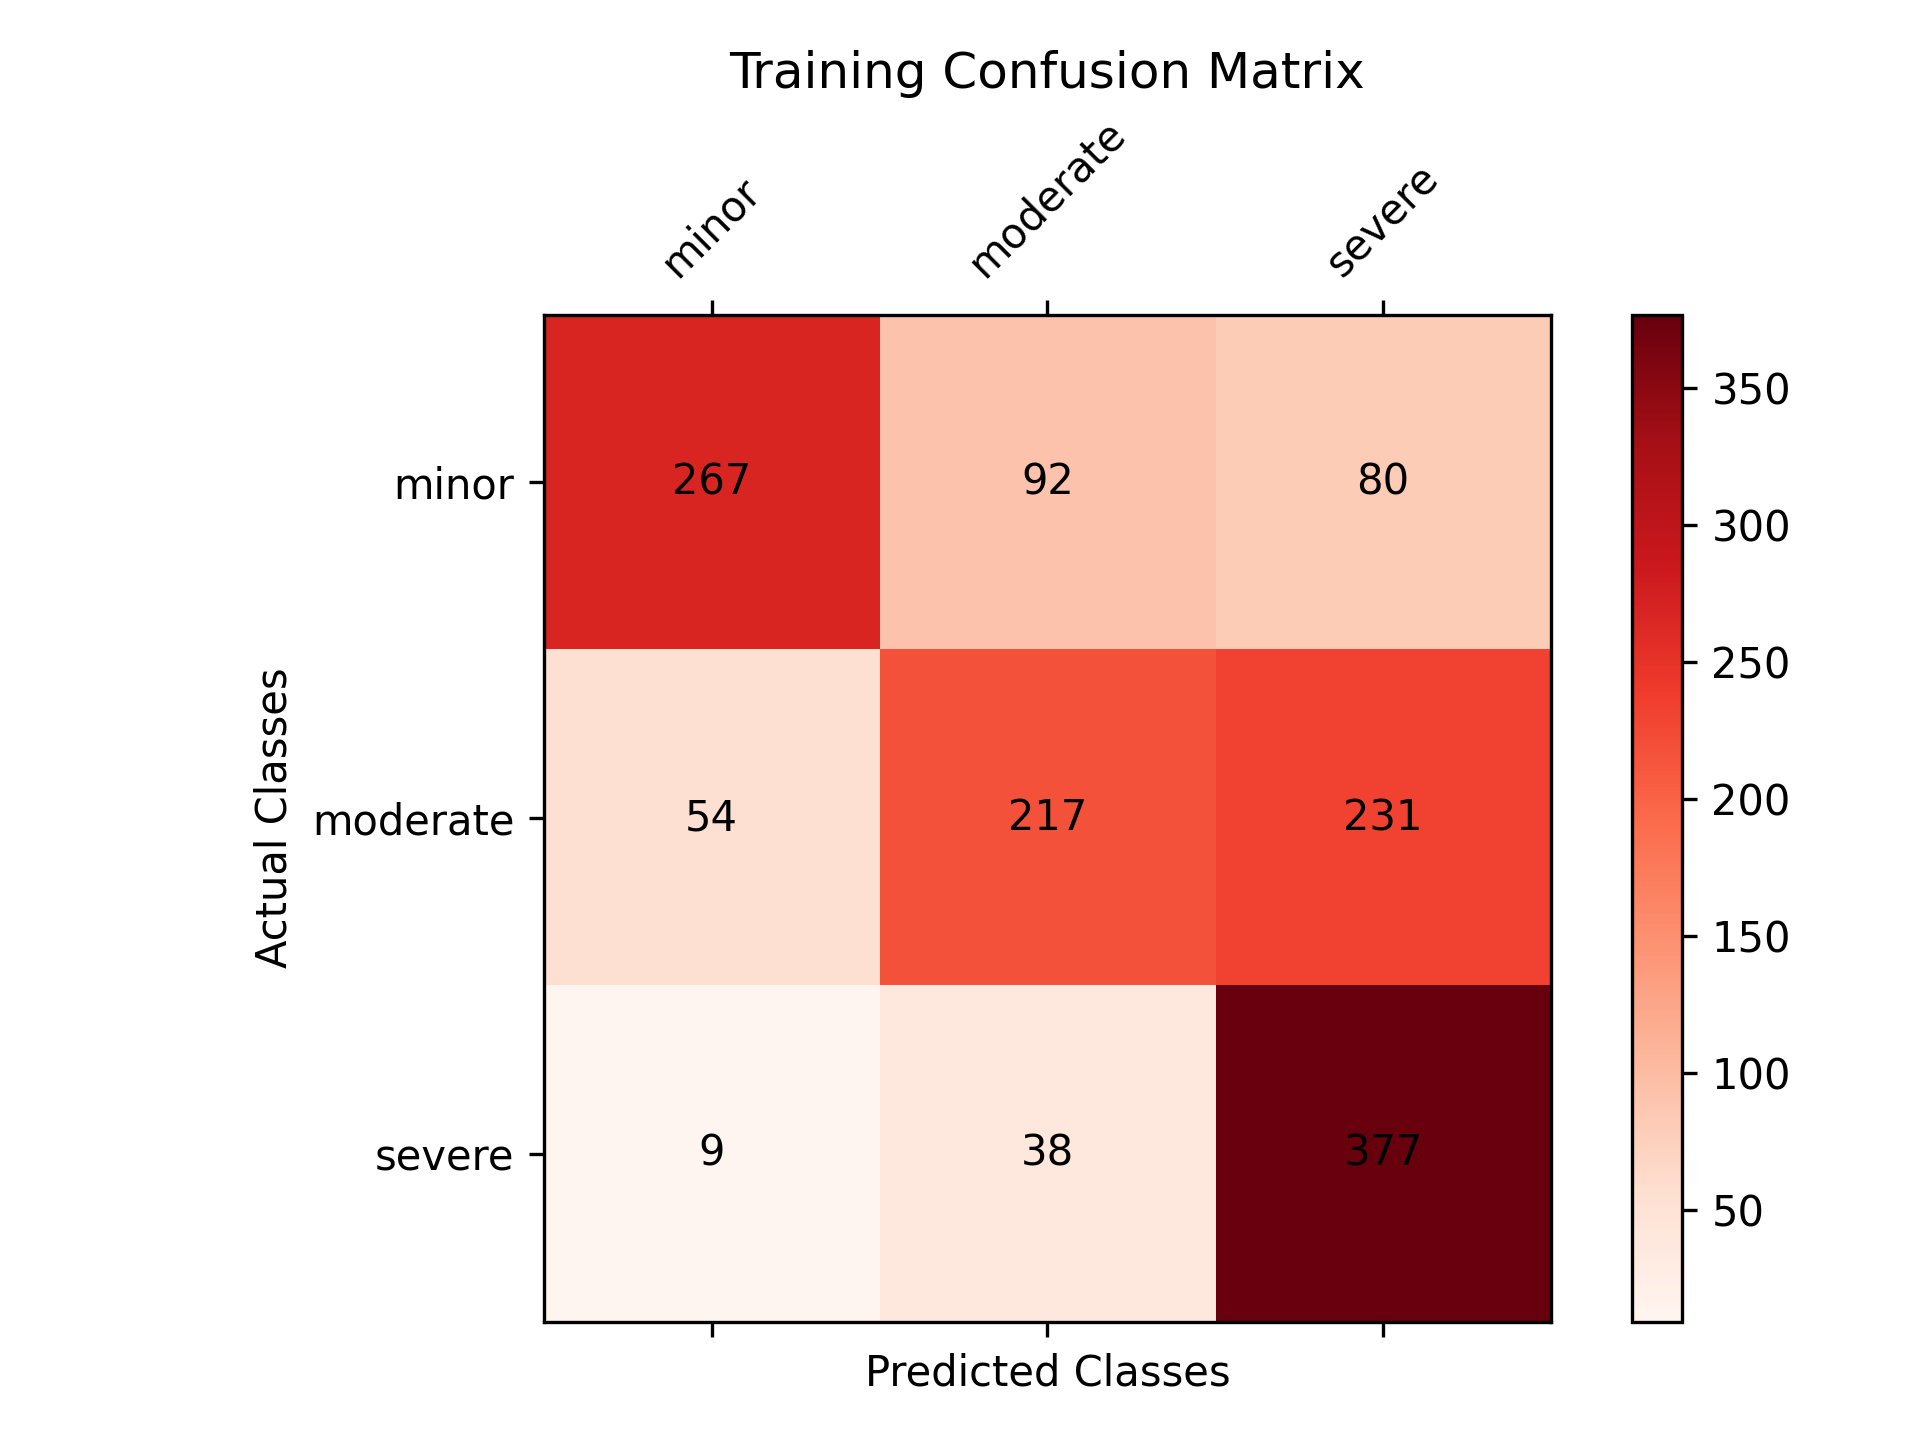 Training Confusion Matrix
minor moderate severe
minor 267 92 80
moderate 54 217 231
severe 9 38 377
Actual Classes
Predicted Classes
350
300
250
200
150
100
50